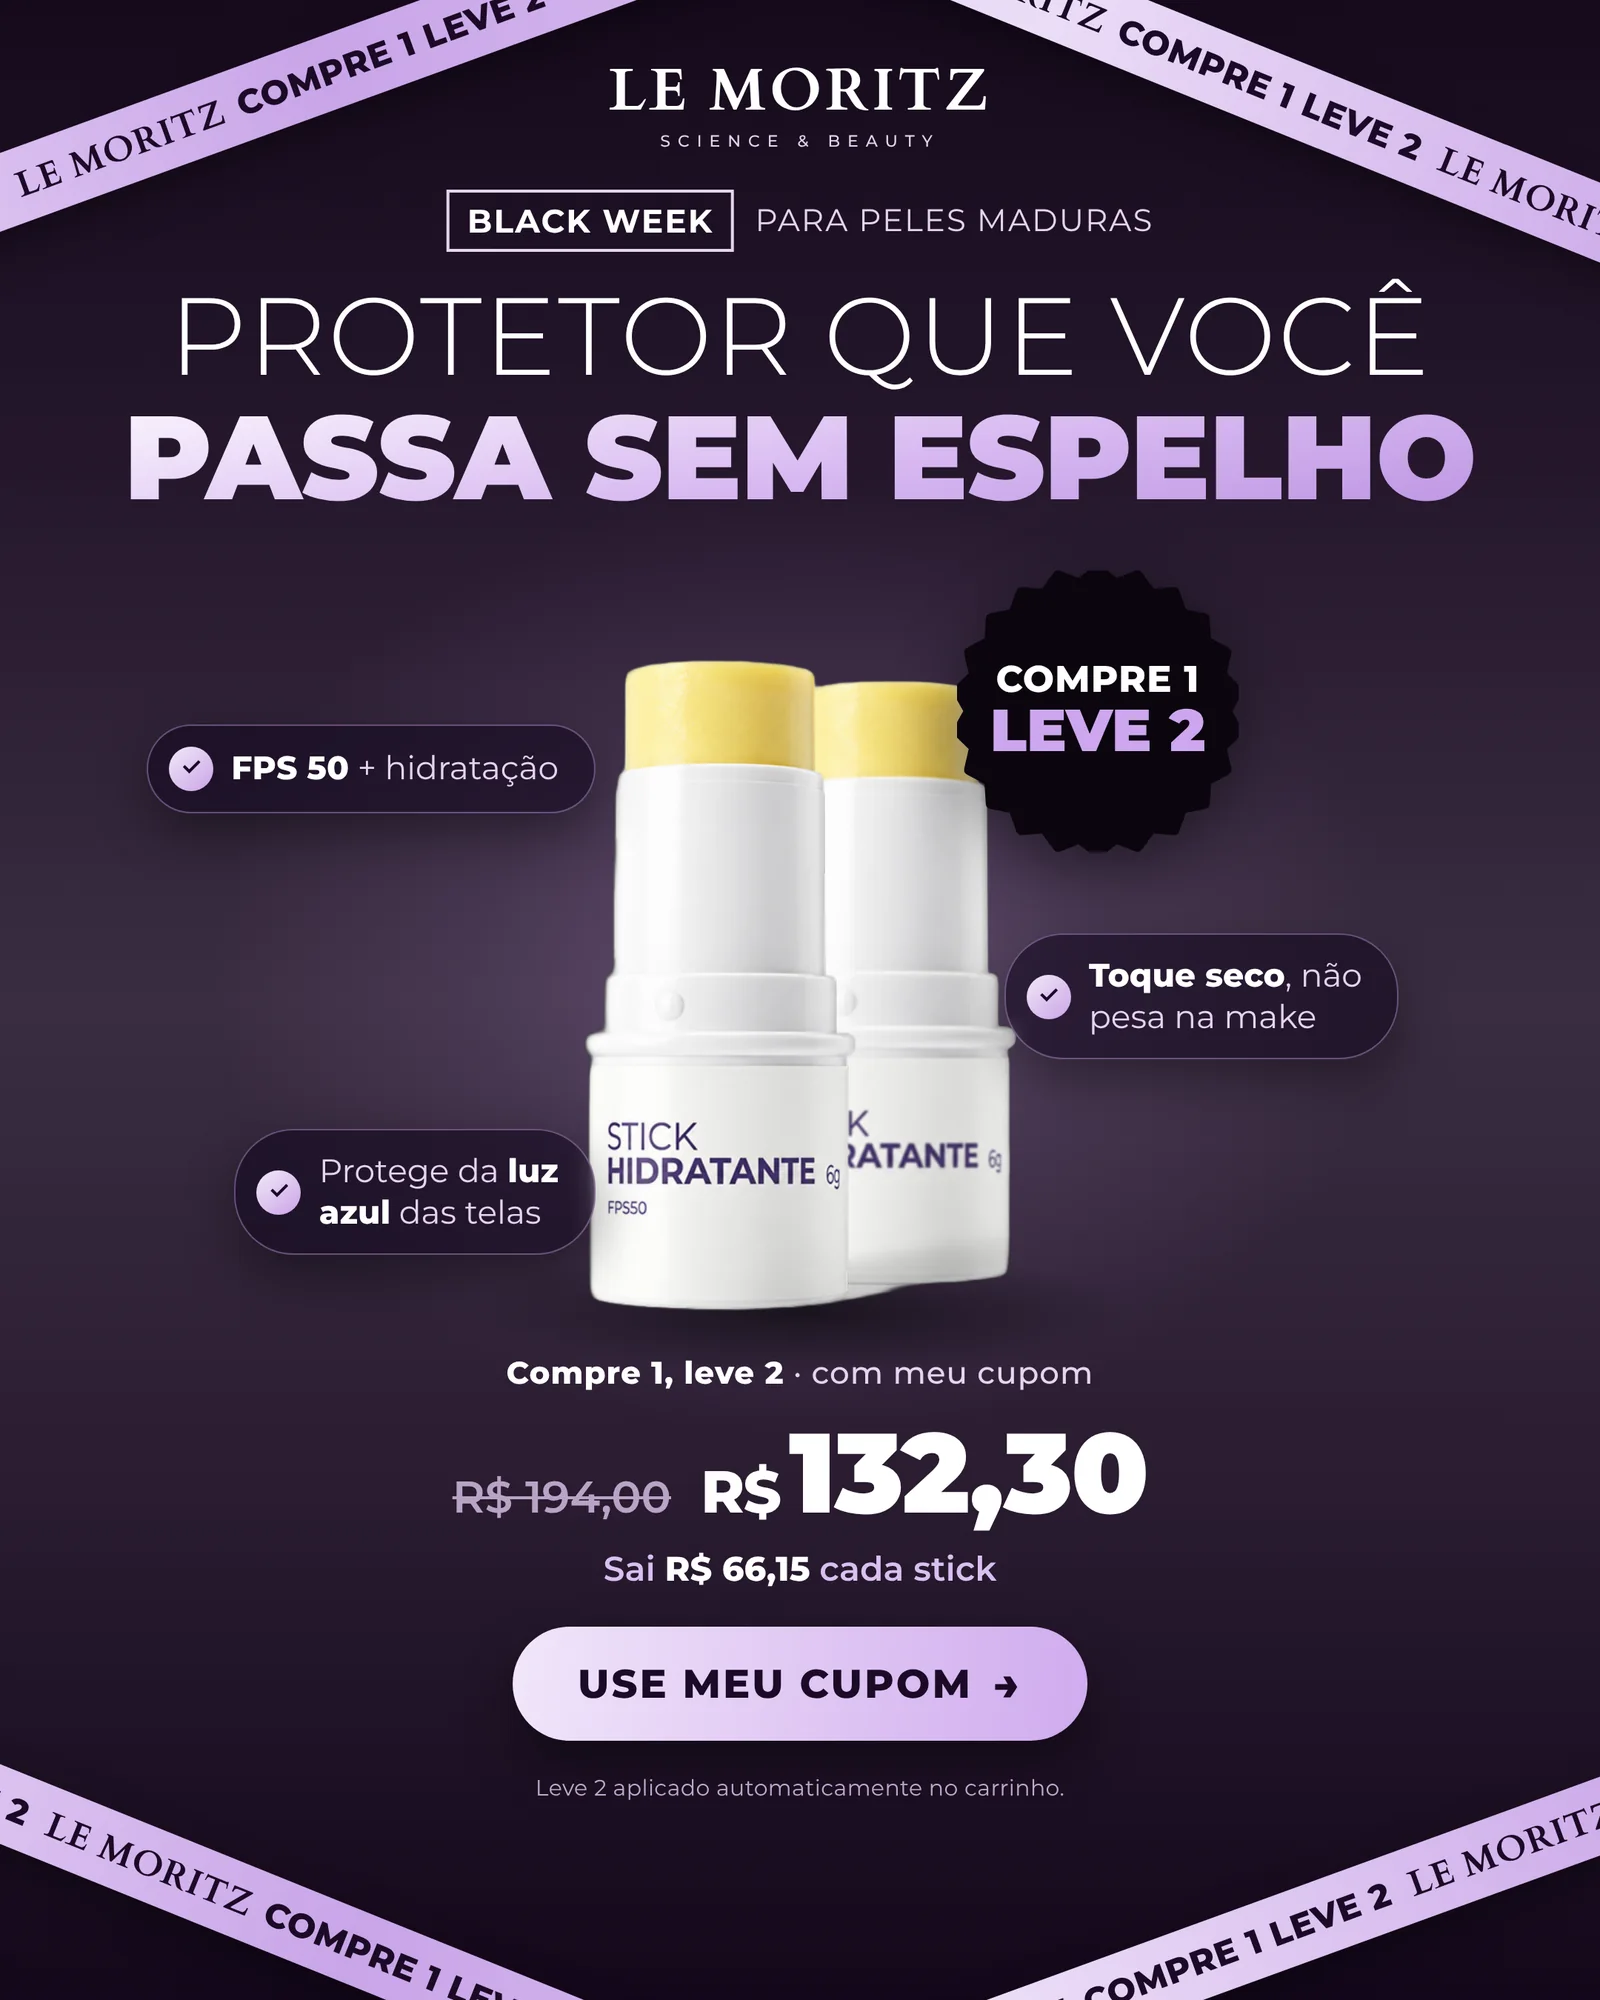 LE MORITZ COMPRE 1 LEVE 2
COMPRE 1 LEVE 2 LE MORITZ
LE MORITZ
SCIENCE & BEAUTY
BLACK WEEK PARA PELES MADURAS
PROTETOR QUE VOCÊ
PASSA SEM ESPELHO
COMPRE 1
LEVE 2
FPS 50 + hidratação
Toque seco, não
pesa na make
STICK
HIDRATANTE 6g
FPS50
K
RATANTE 6g
Protege da luz
azul das telas
Compre 1, leve 2 · com meu cupom
R$ 194,00 R$ 132,30
Sai R$ 66,15 cada stick
USE MEU CUPOM →
Leve 2 aplicado automaticamente no carrinho.
2 LE MORITZ COMPRE 1 LEV
COMPRE 1 LEVE 2 LE MORITZ